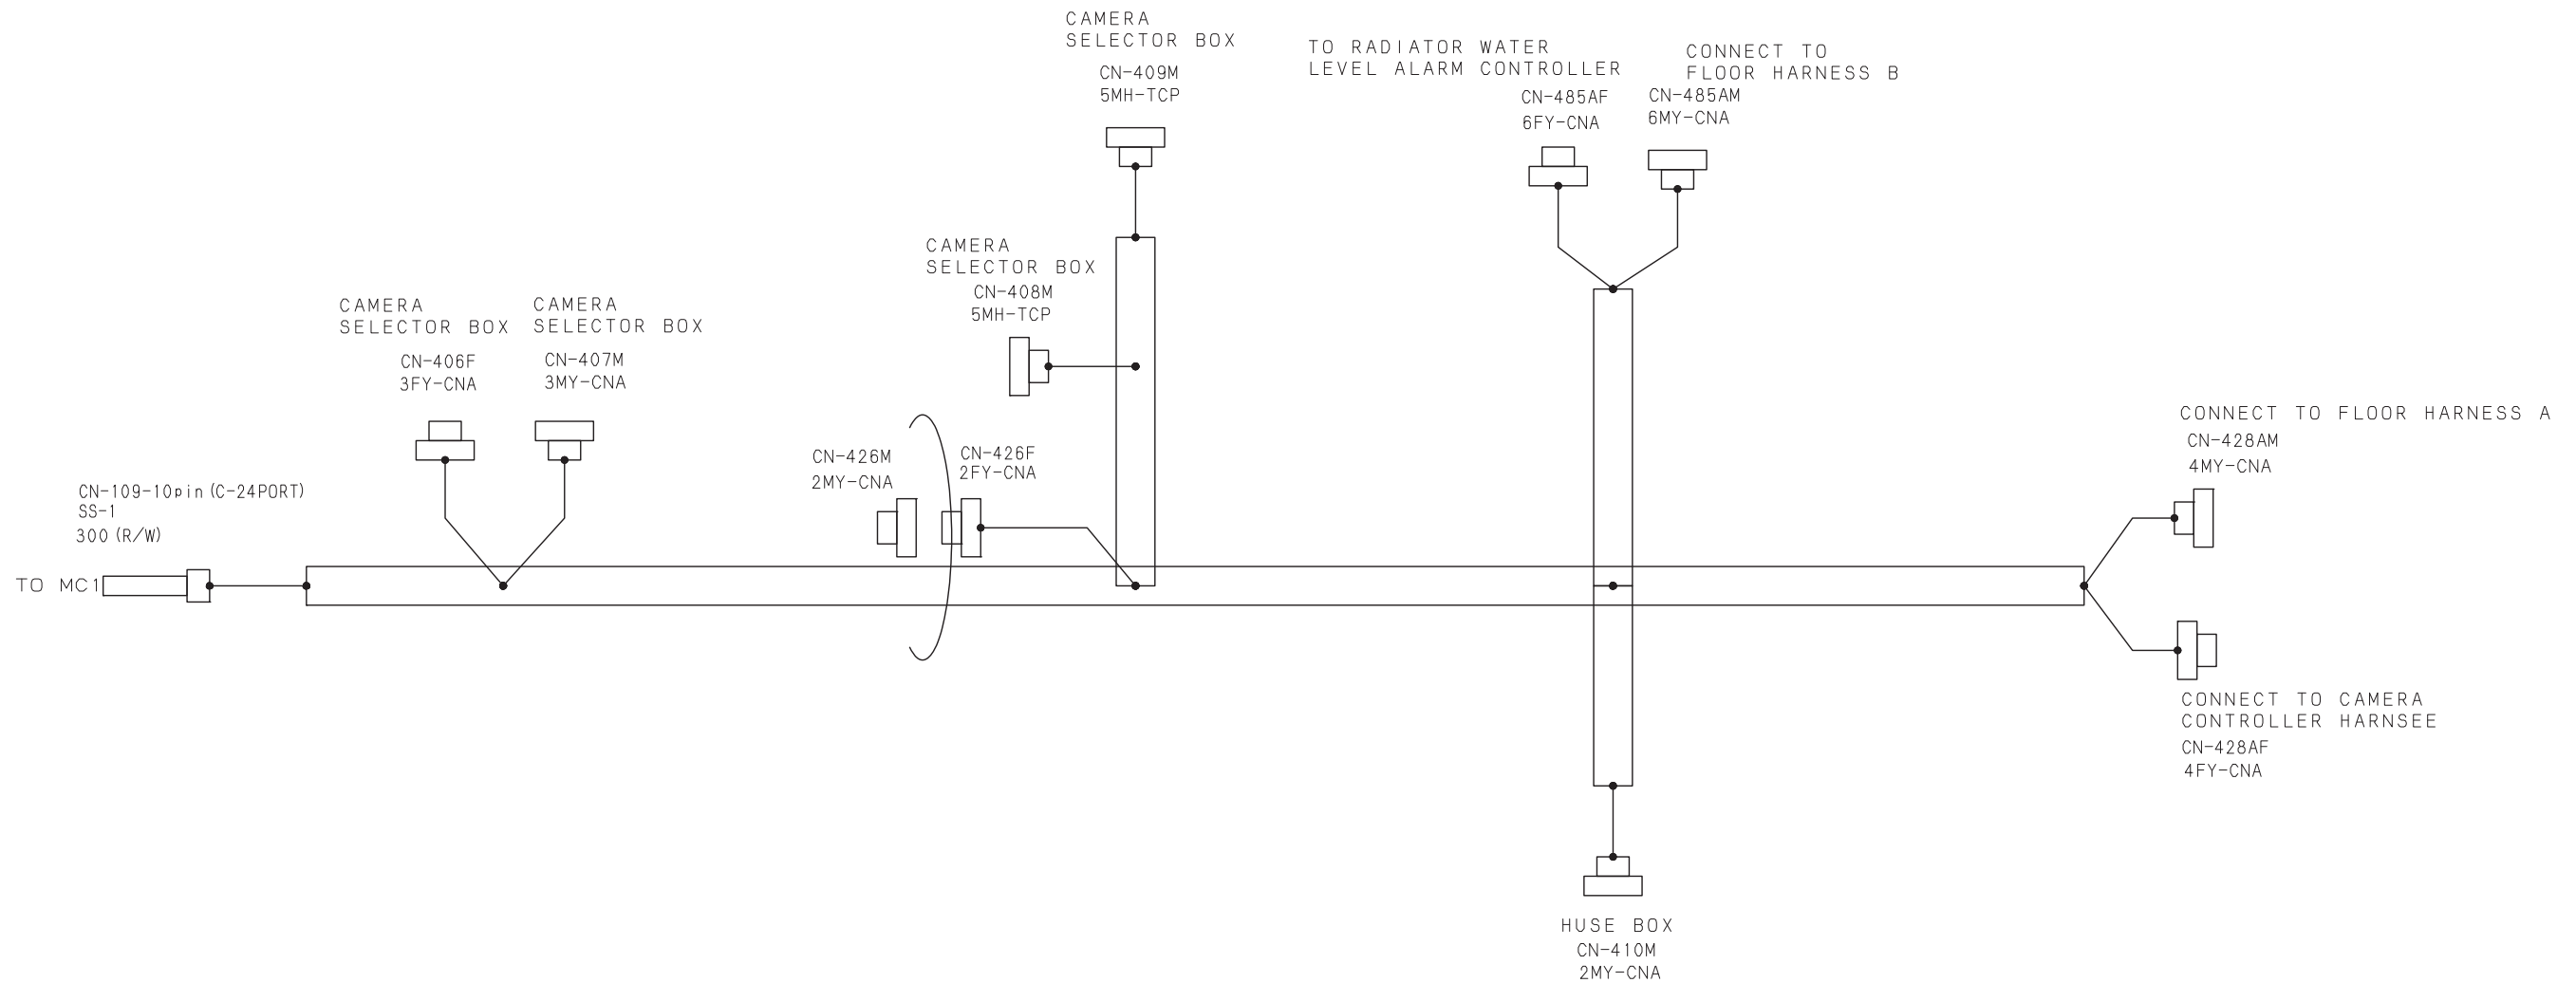 CAMERA
SELECTOR BOX
CN-409M
5MH-TCP
TO RADIATOR WATER
LEVEL ALARM CONTROLLER
CN-485AF
6FY-CNA
CONNECT TO
FLOOR HARNESS B
CN-485AM
6MY-CNA
CAMERA
SELECTOR BOX
CN-408M
5MH-TCP
CAMERA
SELECTOR BOX
CN-406F
3FY-CNA
CAMERA
SELECTOR BOX
CN-407M
3MY-CNA
CN-426M
2MY-CNA
CN-426F
2FY-CNA
CONNECT TO FLOOR HARNESS A
CN-428AM
4MY-CNA
CN-109-10pin(C-24PORT)
SS-1
300(R/W)
TO MC1
CONNECT TO CAMERA
CONTROLLER HARNSEE
CN-428AF
4FY-CNA
HUSE BOX
CN-410M
2MY-CNA